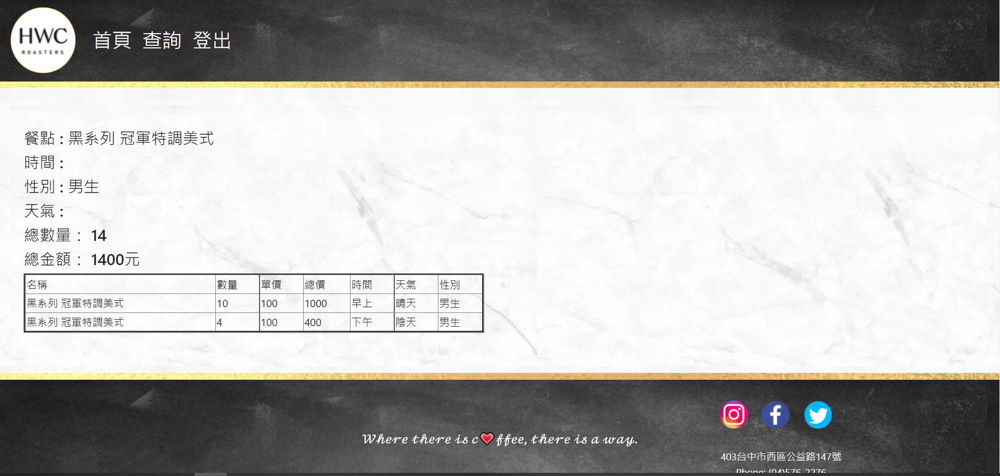 HWC
ROASTERS
首頁 查詢 登出
餐點 : 黑系列 冠軍特調美式
時間 :
性別 : 男生
天氣 :
總數量： 14
總金額： 1400元
名稱 數量 單價 總價 時間 天氣 性別
黑系列 冠軍特調美式 10 100 1000 早上 晴天 男生
黑系列 冠軍特調美式 4 100 400 下午 陰天 男生
Where there is c❤ffee, there is a way.
403台中市西區公益路147號
Phone: (04)576-2276